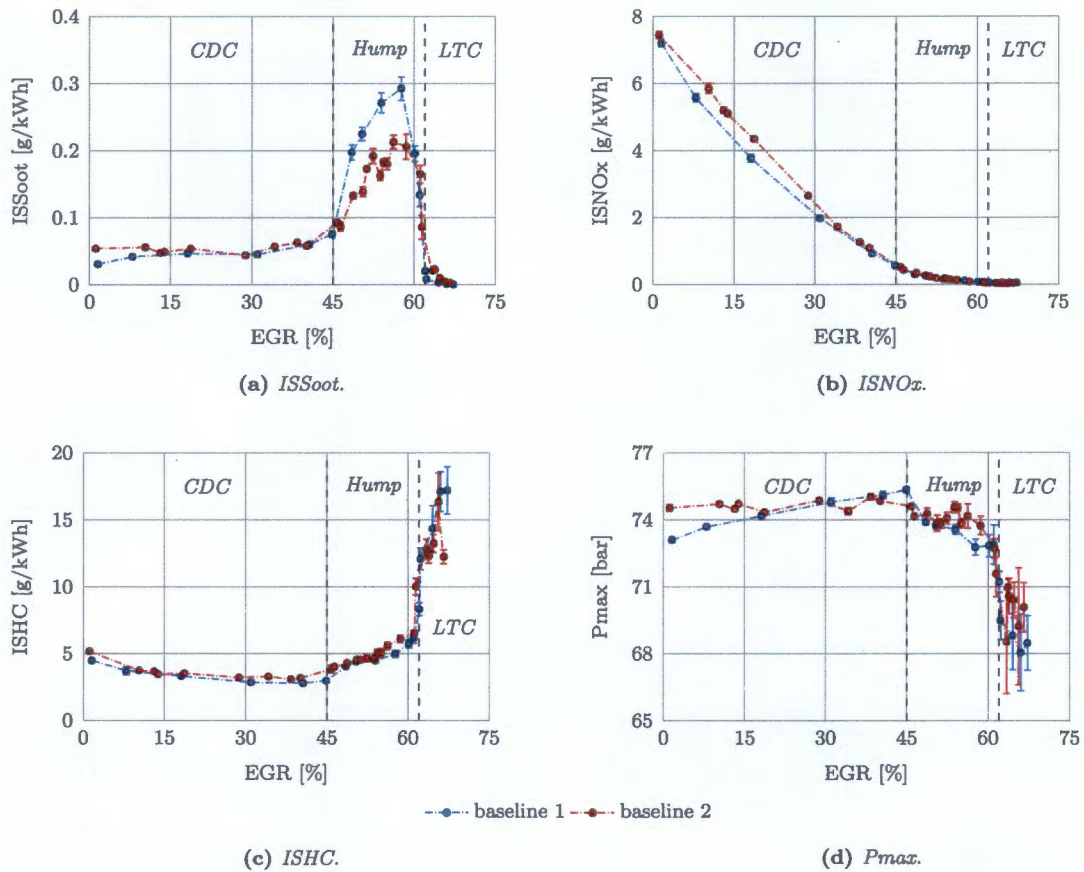 ISSoot [g/kWh]
0.4
0.3
0.2
0.1
0
CDC
Hump
LTC
0 15 30 45 60 75
EGR [%]
(a) ISSoot.
ISNOx [g/kWh]
8
6
4
2
0
CDC
Hump
LTC
0 15 30 45 60 75
EGR [%]
(b) ISNOx.
ISHC [g/kWh]
20
15
10
5
0
CDC
Hump
LTC
0 15 30 45 60 75
EGR [%]
Pmax [bar]
77
74
71
68
65
CDC
Hump
LTC
0 15 30 45 60 75
EGR [%]
baseline 1 baseline 2
(c) ISHC.
(d) Pmax.